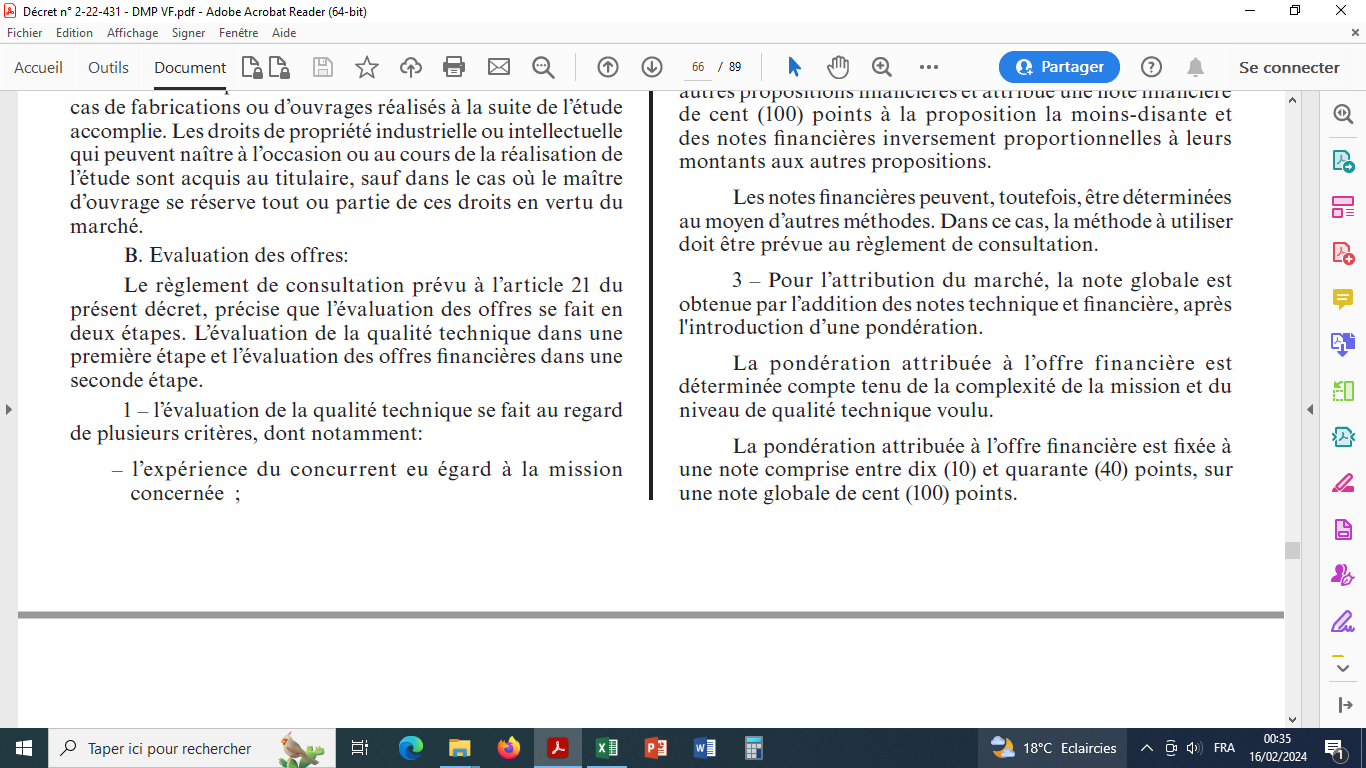 Décret n° 2-22-431 - DMP VF.pdf - Adobe Acrobat Reader (64-bit)
Fichier Edition Affichage Signer Fenêtre Aide
Accueil Outils Document 66 / 89 Partager Se connecter
cas de fabrications ou d’ouvrages réalisés à la suite de l’étude
accomplie. Les droits de propriété industrielle ou intellectuelle
qui peuvent naître à l’occasion ou au cours de la réalisation de
l’étude sont acquis au titulaire, sauf dans le cas où le maître
d’ouvrage se réserve tout ou partie de ces droits en vertu du
marché.
B. Evaluation des offres:
Le règlement de consultation prévu à l’article 21 du
présent décret, précise que l’évaluation des offres se fait en
deux étapes. L’évaluation de la qualité technique dans une
première étape et l’évaluation des offres financières dans une
seconde étape.
1 – l’évaluation de la qualité technique se fait au regard
de plusieurs critères, dont notamment:
– l’expérience du concurrent eu égard à la mission
concernée ;
autres propositions financières et attribue une note financière
de cent (100) points à la proposition la moins-disante et
des notes financières inversement proportionnelles à leurs
montants aux autres propositions.
Les notes financières peuvent, toutefois, être déterminées
au moyen d’autres méthodes. Dans ce cas, la méthode à utiliser
doit être prévue au règlement de consultation.
3 – Pour l’attribution du marché, la note globale est
obtenue par l’addition des notes technique et financière, après
l'introduction d’une pondération.
La pondération attribuée à l’offre financière est
déterminée compte tenu de la complexité de la mission et du
niveau de qualité technique voulu.
La pondération attribuée à l’offre financière est fixée à
une note comprise entre dix (10) et quarante (40) points, sur
une note globale de cent (100) points.
Taper ici pour rechercher
18°C Eclaircies
FRA
00:35
16/02/2024
1